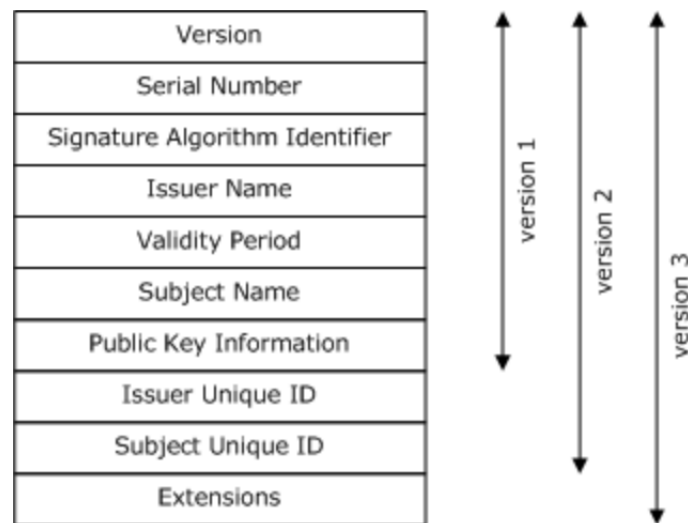 Version
Serial Number
Signature Algorithm Identifier
Issuer Name
Validity Period
Subject Name
Public Key Information
Issuer Unique ID
Subject Unique ID
Extensions
version 1
version 2
version 3